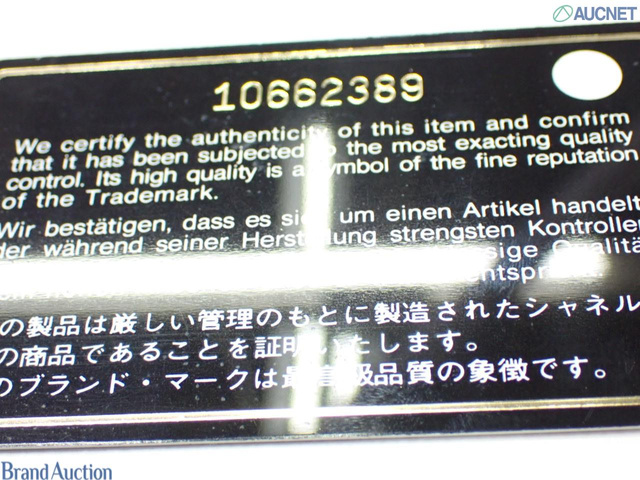 AUCNET
10662389
We certify the authenticity of this item and confirm
that it has been subjected to the most exacting quality
control. Its high quality is a symbol of the fine reputation
of the Trademark.
Wir bestätigen, dass es sich um einen Artikel handelt
der während seiner Herstellung strengsten Kontrollen
sige Qualitä
entspr
の製品は厳しい管理のもとに製造されたシャネル
の商品であることを証明いたします。
のブランド・マークは最高級品質の象徴です。
Brand Auction